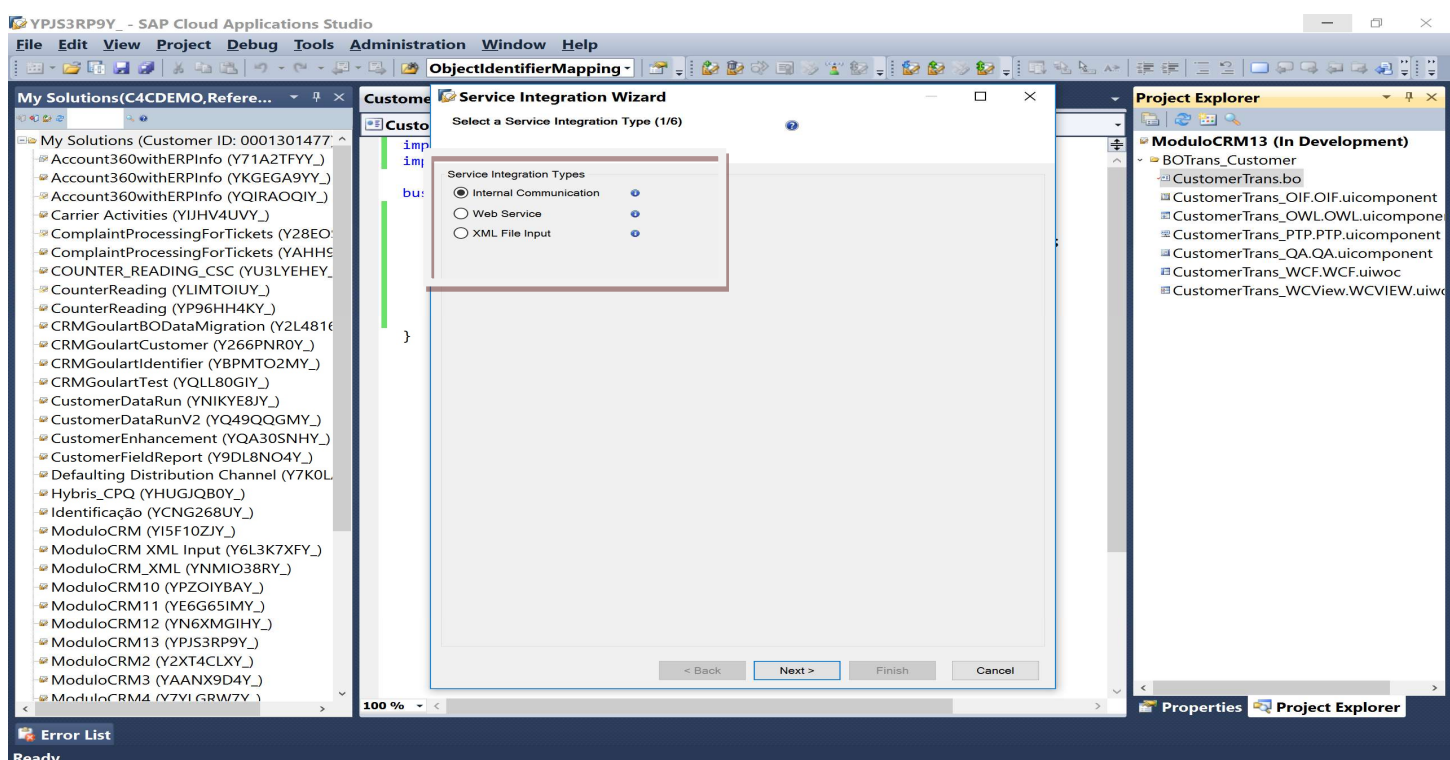 YPJS3RP9Y_ - SAP Cloud Applications Studio
File Edit View Project Debug Tools Administration Window Help
ObjectIdentifierMapping
My Solutions(C4CDEMO,Refere...
My Solutions (Customer ID: 0001301477
Account360withERPInfo (Y71A2TFYY_)
Account360withERPInfo (YKGEGA9YY_)
Account360withERPInfo (YQIRAOQIY_)
Carrier Activities (YIJHV4UVY_)
ComplaintProcessingForTickets (Y28EO
ComplaintProcessingForTickets (YAHH9
COUNTER_READING_CSC (YU3LYEHEY_
CounterReading (YLIMTOIUY_)
CounterReading (YP96HH4KY_)
CRMGoulartBODataMigration (Y2L4816
CRMGoulartCustomer (Y266PNR0Y_)
CRMGoulartIdentifier (YBPMTO2MY_)
CRMGoulartTest (YQLL80GIY_)
CustomerDataRun (YNIKYE8JY_)
CustomerDataRunV2 (YQ49QQGMY_)
CustomerEnhancement (YQA30SNHY_)
CustomerFieldReport (Y9DL8NO4Y_)
Defaulting Distribution Channel (Y7K0L
Hybris_CPQ (YHUGJQB0Y_)
Identificação (YCNG268UY_)
ModuloCRM (YI5F10ZJY_)
ModuloCRM XML Input (Y6L3K7XFY_)
ModuloCRM_XML (YNMIO38RY_)
ModuloCRM10 (YPZOIYBAY_)
ModuloCRM11 (YE6G65IMY_)
ModuloCRM12 (YN6XMGIHY_)
ModuloCRM13 (YPJS3RP9Y_)
ModuloCRM2 (Y2XT4CLXY_)
ModuloCRM3 (YAANX9D4Y_)
ModuloCRM4 (Y7YLGRW7Y_)
Custome
Custo
imp
imp
bus
}
100 %
Service Integration Wizard
Select a Service Integration Type (1/6)
Service Integration Types
Internal Communication
Web Service
XML File Input
< Back Next > Finish Cancel
Project Explorer
ModuloCRM13 (In Development)
BOTrans_Customer
CustomerTrans.bo
CustomerTrans_OIF.OIF.uicomponent
CustomerTrans_OWL.OWL.uicompone
CustomerTrans_PTP.PTP.uicomponent
CustomerTrans_QA.QA.uicomponent
CustomerTrans_WCF.WCF.uiwoc
CustomerTrans_WCView.WCVIEW.uiwo
Properties Project Explorer
Error List
Ready